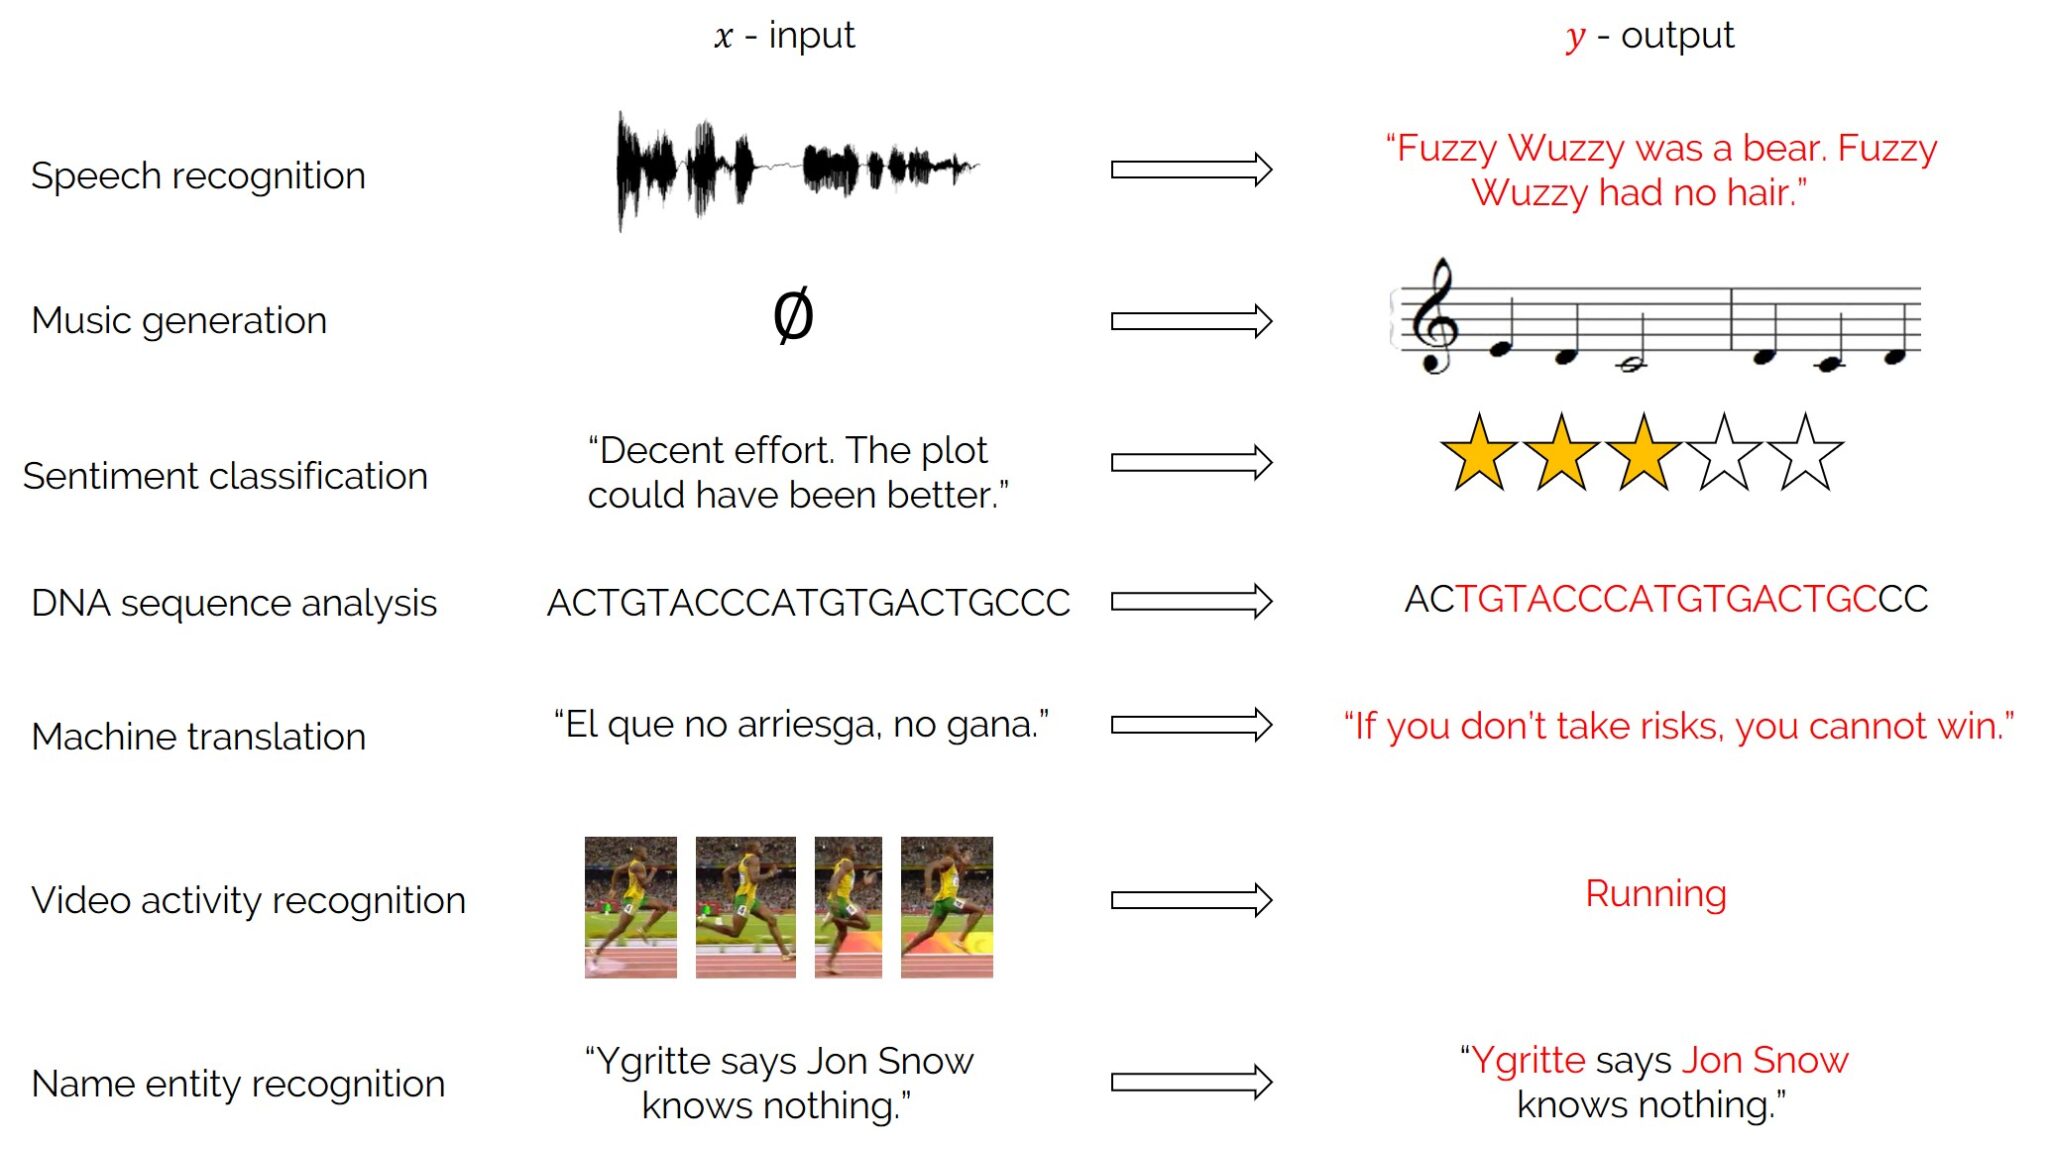 x - input
y - output
Speech recognition
“Fuzzy Wuzzy was a bear. Fuzzy
Wuzzy had no hair.”
Music generation
Ø
Sentiment classification
“Decent effort. The plot
could have been better.”
DNA sequence analysis
ACTGTACCCATGTGACTGCCC
ACTGTACCCATGTGACTGCCC
Machine translation
“El que no arriesga, no gana.”
“If you don’t take risks, you cannot win.”
Video activity recognition
Running
Name entity recognition
“Ygritte says Jon Snow
knows nothing.”
“Ygritte says Jon Snow
knows nothing.”